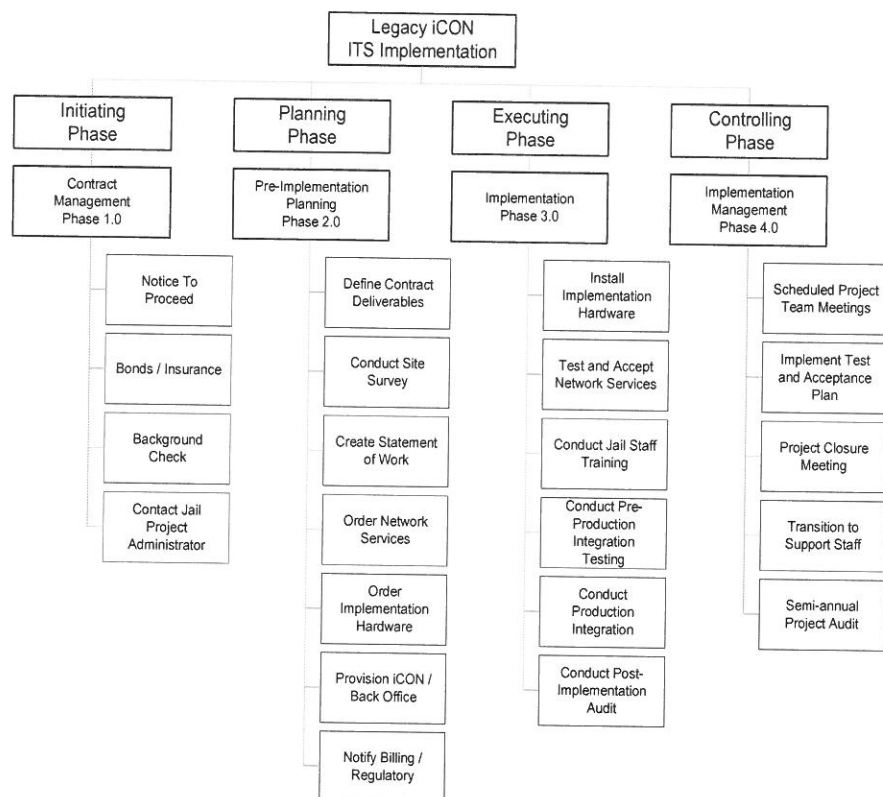 Legacy iCON
ITS Implementation
Initiating
Phase
Contract
Management
Phase 1.0
Notice To
Proceed
Bonds / Insurance
Background
Check
Contact Jail
Project
Administrator
Planning
Phase
Pre-Implementation
Planning
Phase 2.0
Define Contract
Deliverables
Conduct Site
Survey
Create Statement
of Work
Order Network
Services
Order
Implementation
Hardware
Provision iCON /
Back Office
Notify Billing /
Regulatory
Executing
Phase
Implementation
Phase 3.0
Install
Implementation
Hardware
Test and Accept
Network Services
Conduct Jail Staff
Training
Conduct Pre-
Production
Integration
Testing
Conduct
Production
Integration
Conduct Post-
Implementation
Audit
Controlling
Phase
Implementation
Management
Phase 4.0
Scheduled Project
Team Meetings
Implement Test
and Acceptance
Plan
Project Closure
Meeting
Transition to
Support Staff
Semi-annual
Project Audit